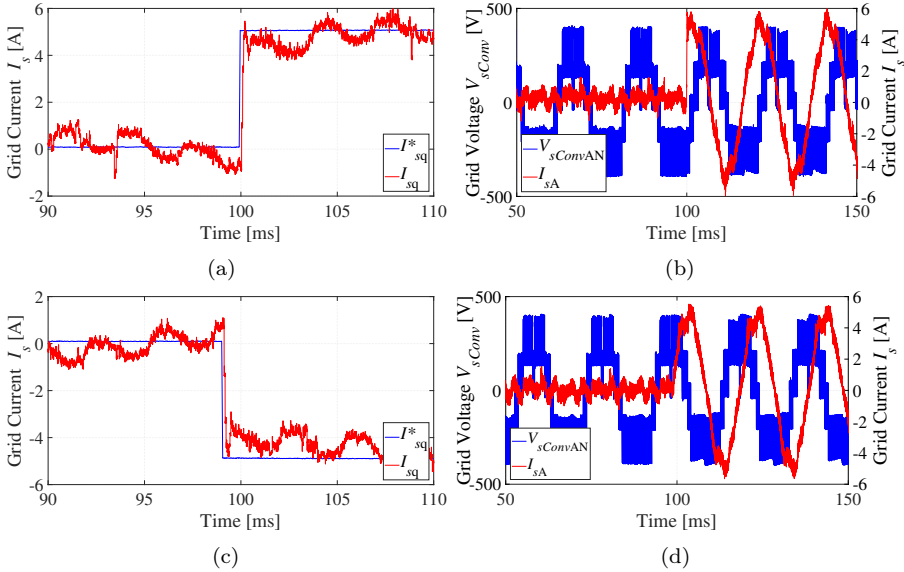 Grid Current I_s [A]
6
4
2
0
-2
I*_sq
I_sq
90
95
100
105
110
Time [ms]
(a)
Grid Voltage V_sConv [V]
500
0
-500
V_sConvAN
I_sA
6
4
2
0
-2
-4
-6
Grid Current I_s [A]
50
100
150
Time [ms]
(b)
Grid Current I_s [A]
2
0
-2
-4
-6
I*_sq
I_sq
90
95
100
105
110
Time [ms]
(c)
Grid Voltage V_sConv [V]
500
0
-500
V_sConvAN
I_sA
6
4
2
0
-2
-4
-6
Grid Current I_s [A]
50
100
150
Time [ms]
(d)